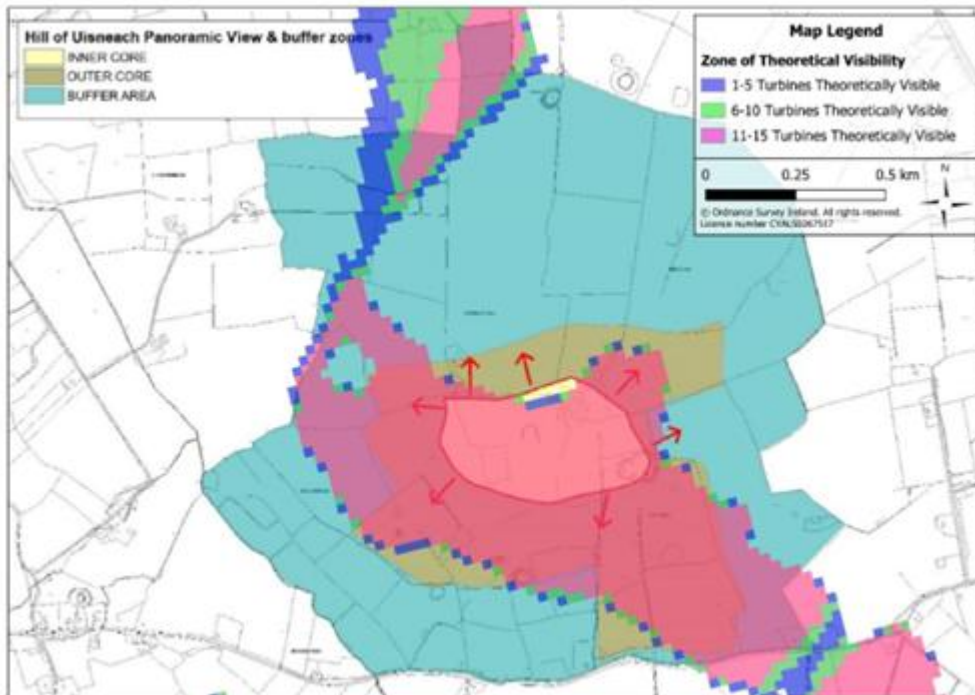 Hill of Uisneach Panoramic View & buffer zones
INNER CORE
OUTER CORE
BUFFER AREA
Map Legend
Zone of Theoretical Visibility
1-5 Turbines Theoretically Visible
6-10 Turbines Theoretically Visible
11-15 Turbines Theoretically Visible
0 0.25 0.5 km
N
© Ordnance Survey Ireland. All rights reserved.